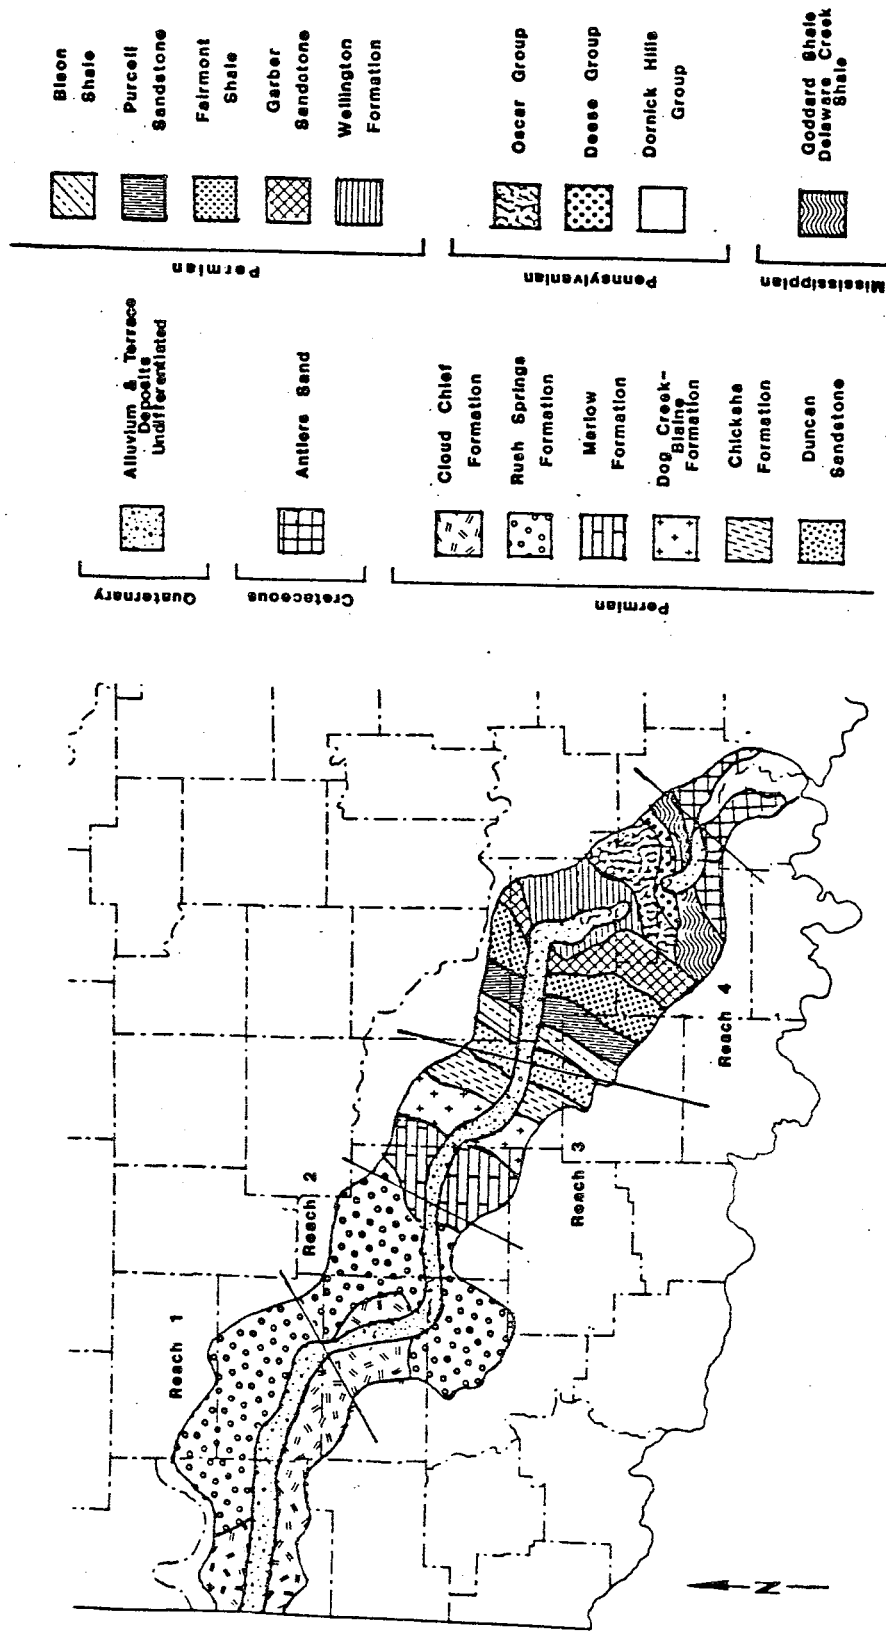 Bison
Shale
Purcell
Sandstone
Fairmont
Shale
Garber
Sandstone
Wellington
Formation
Permian
Oscar Group
Deese Group
Dornick Hills
Group
Pennsylvanian
Goddard Shale
Delaware Creek
Shale
Mississippian
Alluvium & Terrace
Deposits
Undifferentiated
Quaternary
Antlers Sand
Cretaceous
Cloud Chief
Formation
Rush Springs
Formation
Marlow
Formation
Dog Creek-
Blaine
Formation
Chickaha
Formation
Duncan
Sandstone
Permian
Reach 1
Reach 2
Reach 3
Reach 4
N